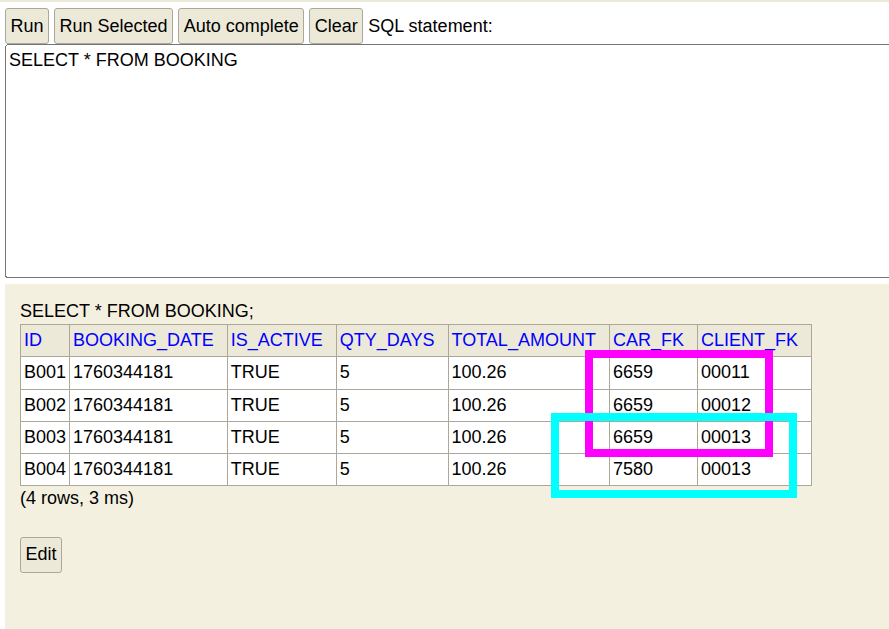 Run Run Selected Auto complete Clear SQL statement:
SELECT * FROM BOOKING
SELECT * FROM BOOKING;
ID BOOKING_DATE IS_ACTIVE QTY_DAYS TOTAL_AMOUNT CAR_FK CLIENT_FK
B001 1760344181 TRUE 5 100.26 6659 00011
B002 1760344181 TRUE 5 100.26 6659 00012
B003 1760344181 TRUE 5 100.26 6659 00013
B004 1760344181 TRUE 5 100.26 7580 00013
(4 rows, 3 ms)
Edit